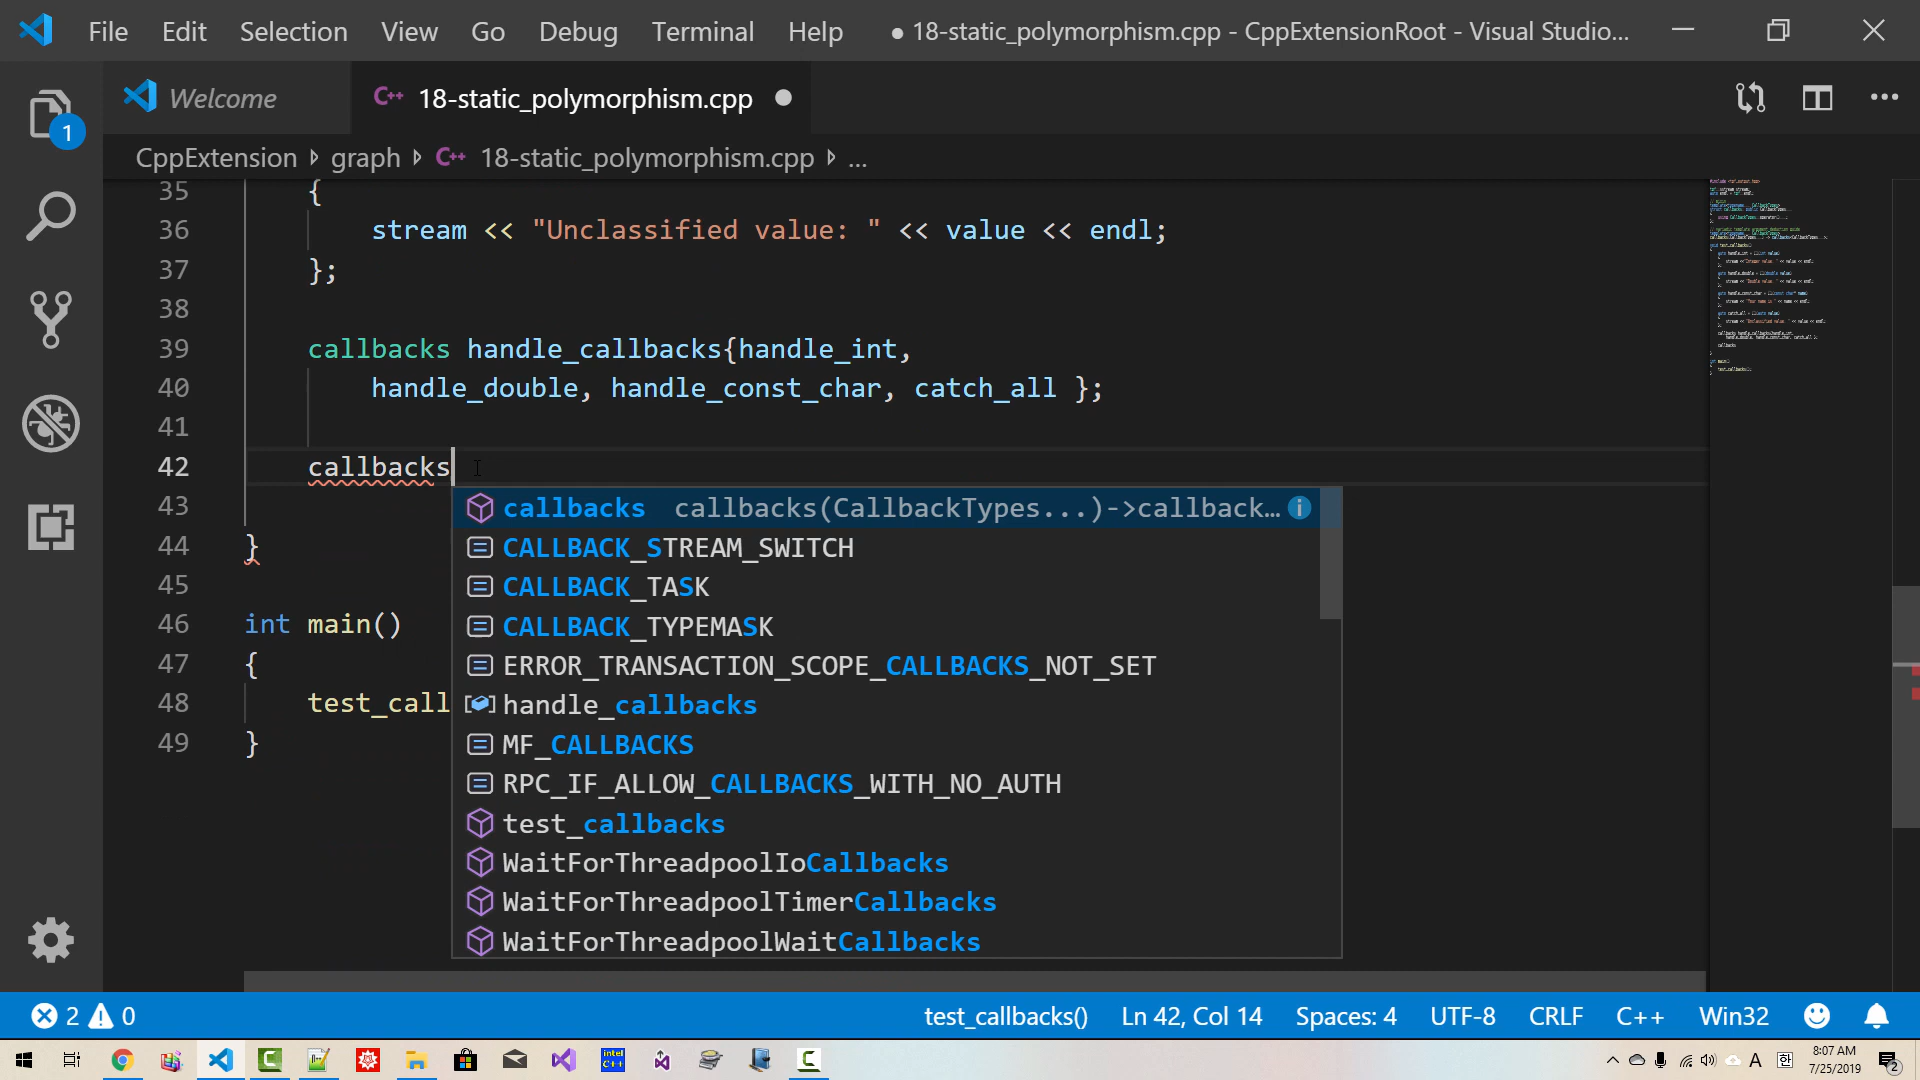 File Edit Selection View Go Debug Terminal Help ● 18-static_polymorphism.cpp - CppExtensionRoot - Visual Studio...
Welcome
C++ 18-static_polymorphism.cpp
1
CppExtension graph C++ 18-static_polymorphism.cpp ...
35 {
36 stream << "Unclassified value: " << value << endl;
37 };
38
39 callbacks handle_callbacks{handle_int,
40 handle_double, handle_const_char, catch_all };
41
42 callbacks
43
44 }
45
46 int main()
47 {
48 test_call
49 }
callbacks callbacks(CallbackTypes...)->callback...
CALLBACK_STREAM_SWITCH
CALLBACK_TASK
CALLBACK_TYPEMASK
ERROR_TRANSACTION_SCOPE_CALLBACKS_NOT_SET
handle_callbacks
MF_CALLBACKS
RPC_IF_ALLOW_CALLBACKS_WITH_NO_AUTH
test_callbacks
WaitForThreadpoolIoCallbacks
WaitForThreadpoolTimerCallbacks
WaitForThreadpoolWaitCallbacks
2 0 test_callbacks() Ln 42, Col 14 Spaces: 4 UTF-8 CRLF C++ Win32
intel C++
A 한 8:07 AM
7/25/2019
2